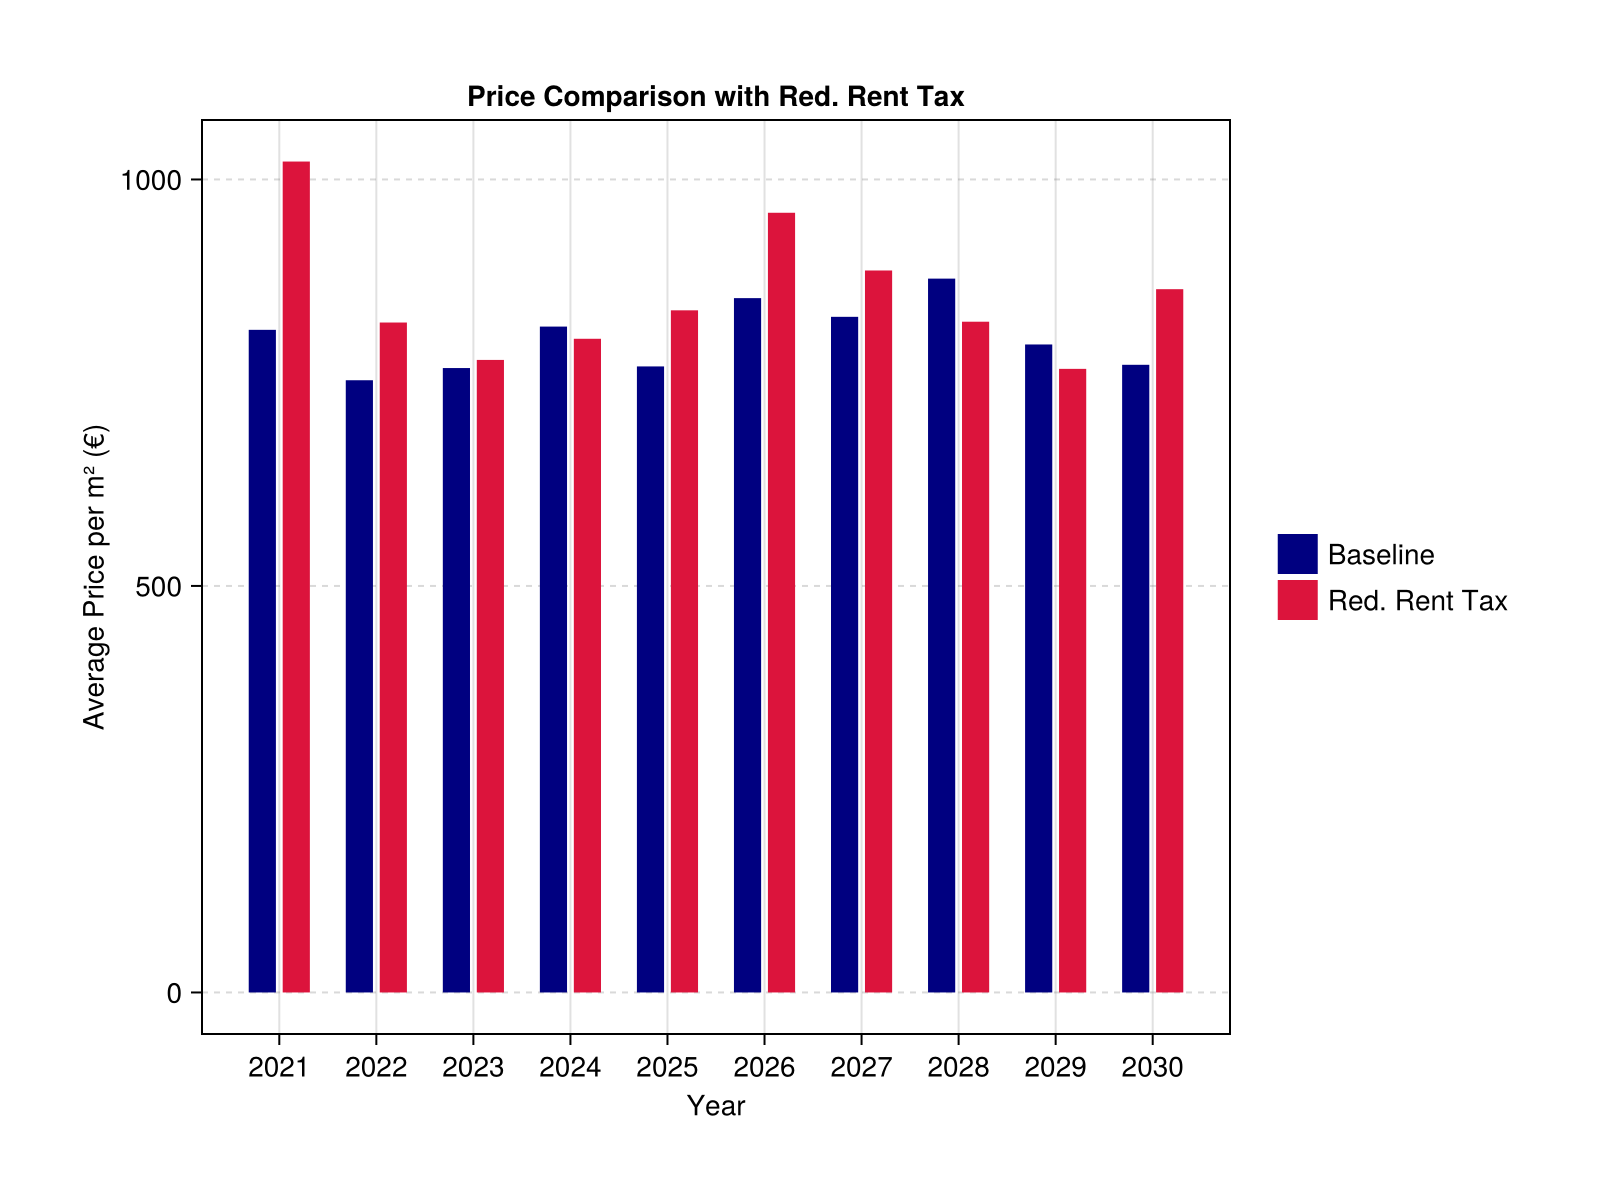 Price Comparison with Red. Rent Tax
1000
500
0
Average Price per m² (€)
2021 2022 2023 2024 2025 2026 2027 2028 2029 2030
Year
Baseline
Red. Rent Tax